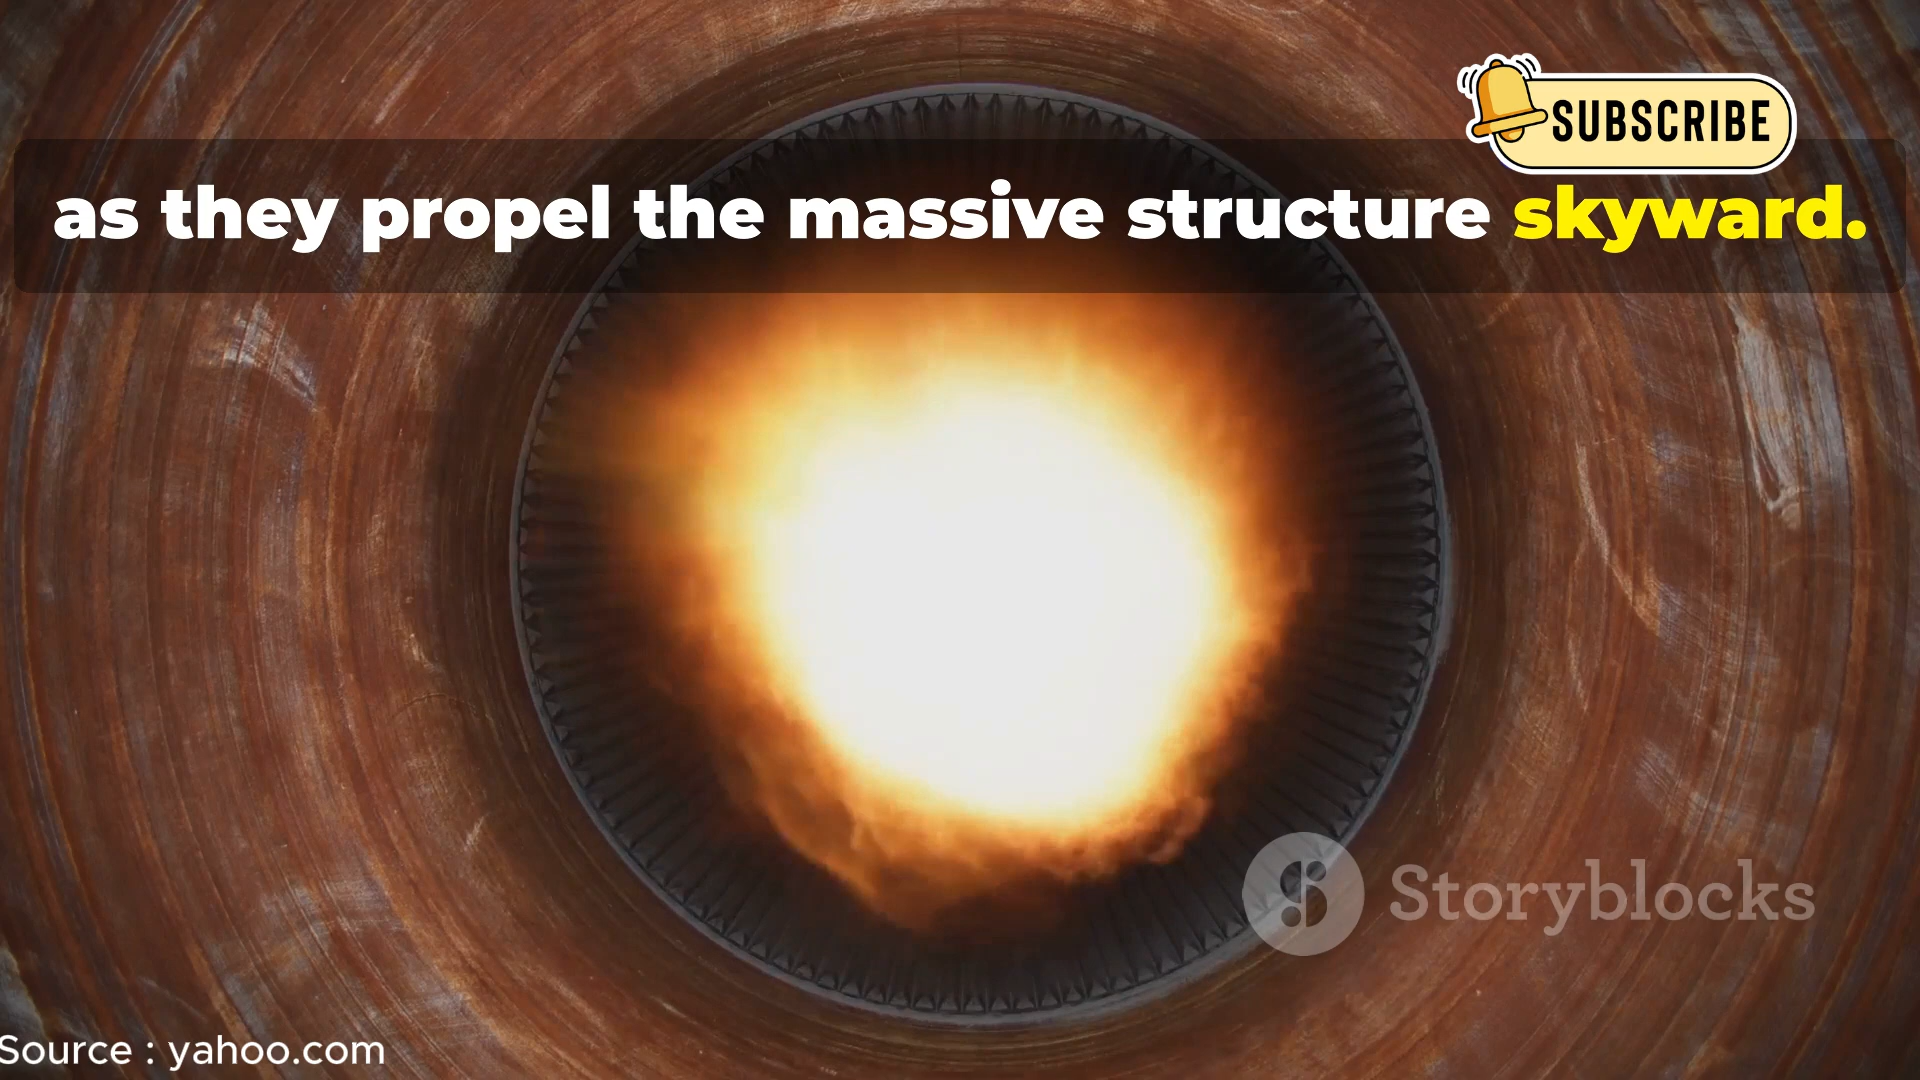 SUBSCRIBE
as they propel the massive structure skyward.
Storyblocks
Source : yahoo.com